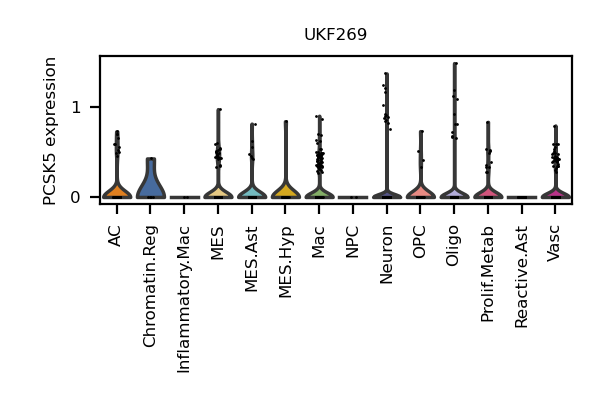 UKF269
PCSK5 expression
1
0
AC
Chromatin.Reg
Inflammatory.Mac
MES
MES.Ast
MES.Hyp
Mac
NPC
Neuron
OPC
Oligo
Prolif.Metab
Reactive.Ast
Vasc